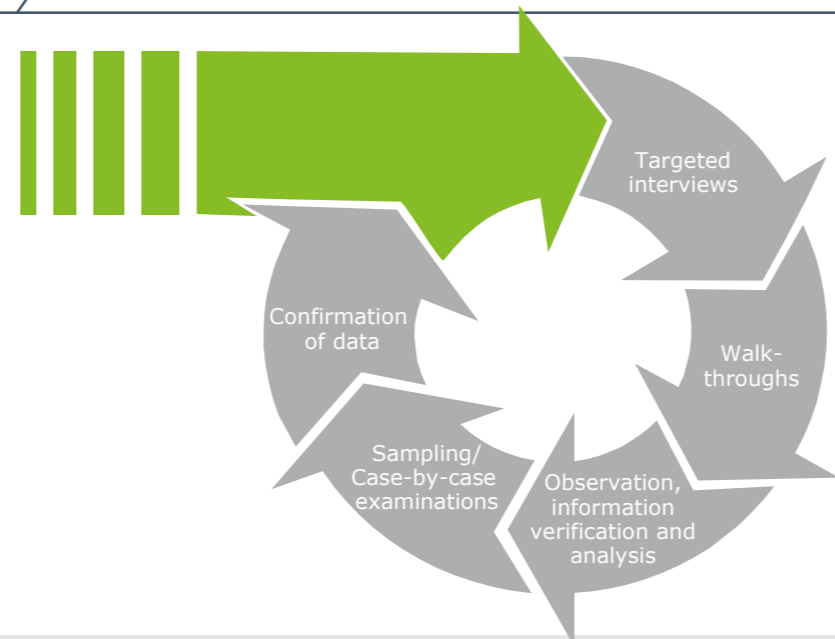 Targeted
interviews
Walk-
throughs
Observation,
information
verification and
analysis
Sampling/
Case-by-case
examinations
Confirmation
of data